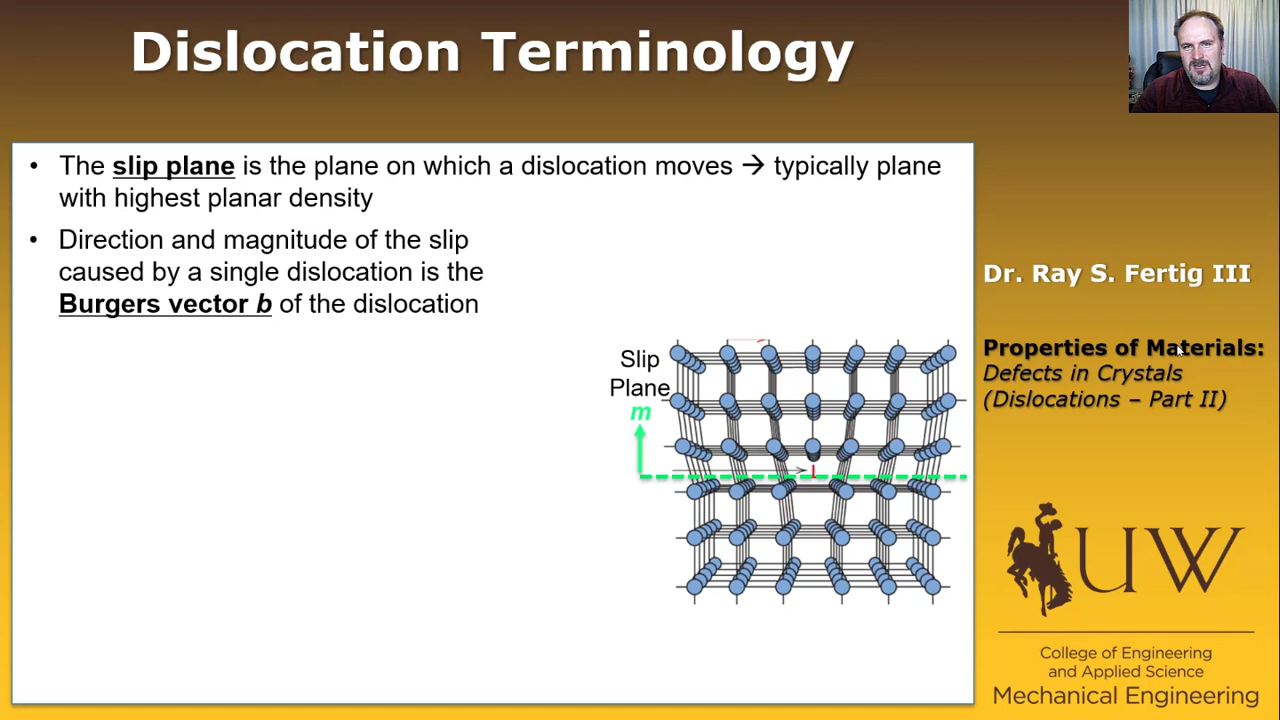 Dislocation Terminology
• The slip plane is the plane on which a dislocation moves → typically plane
with highest planar density
• Direction and magnitude of the slip
caused by a single dislocation is the
Burgers vector b of the dislocation
Slip
Plane
m
Dr. Ray S. Fertig III
Properties of Materials:
Defects in Crystals
(Dislocations – Part II)
UW
College of Engineering
and Applied Science
Mechanical Engineering